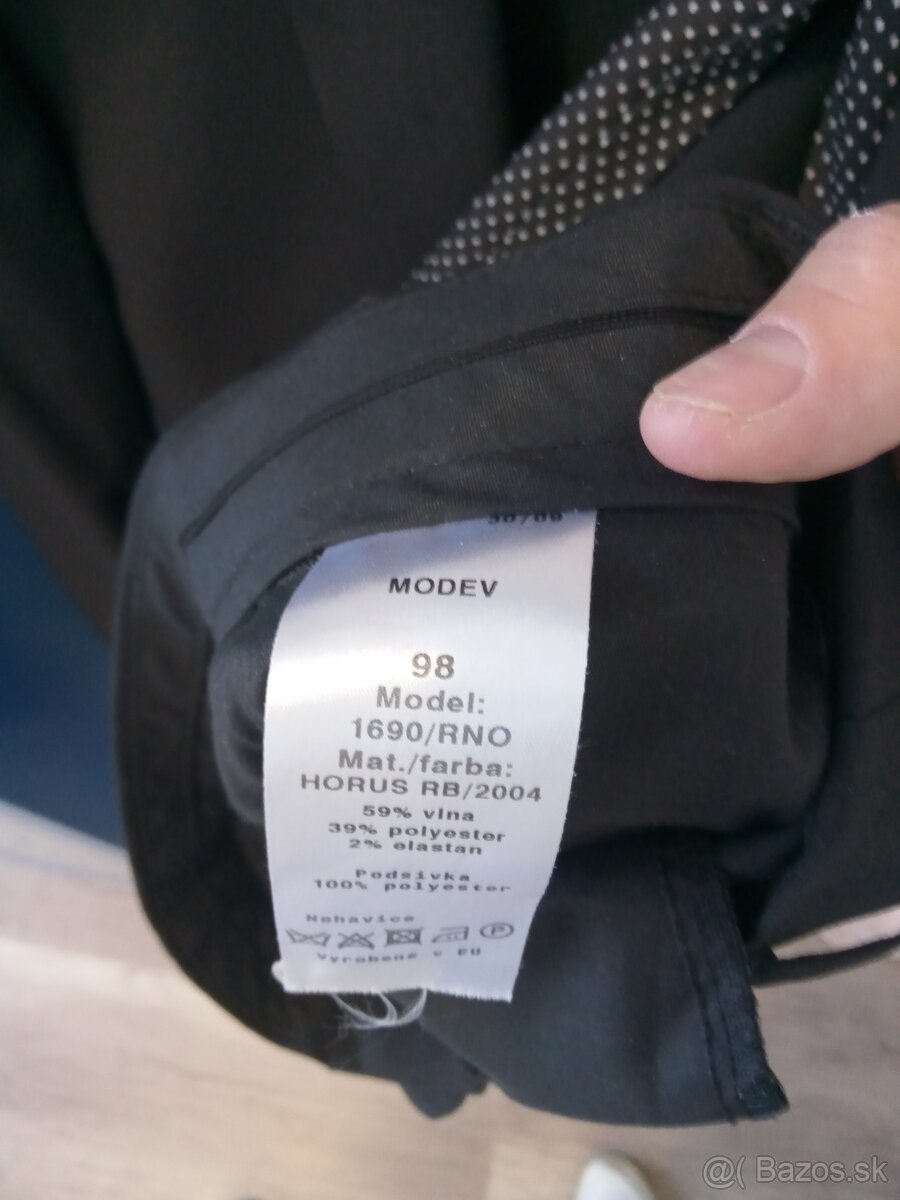 MODEV
98
Model:
1690/RNO
Mat./farba:
HORUS RB/2004
59% vlna
39% polyester
2% elastan
Podsivka
100% polyester
Nohavice
P
Vyrobene v EU
@( Bazos.sk